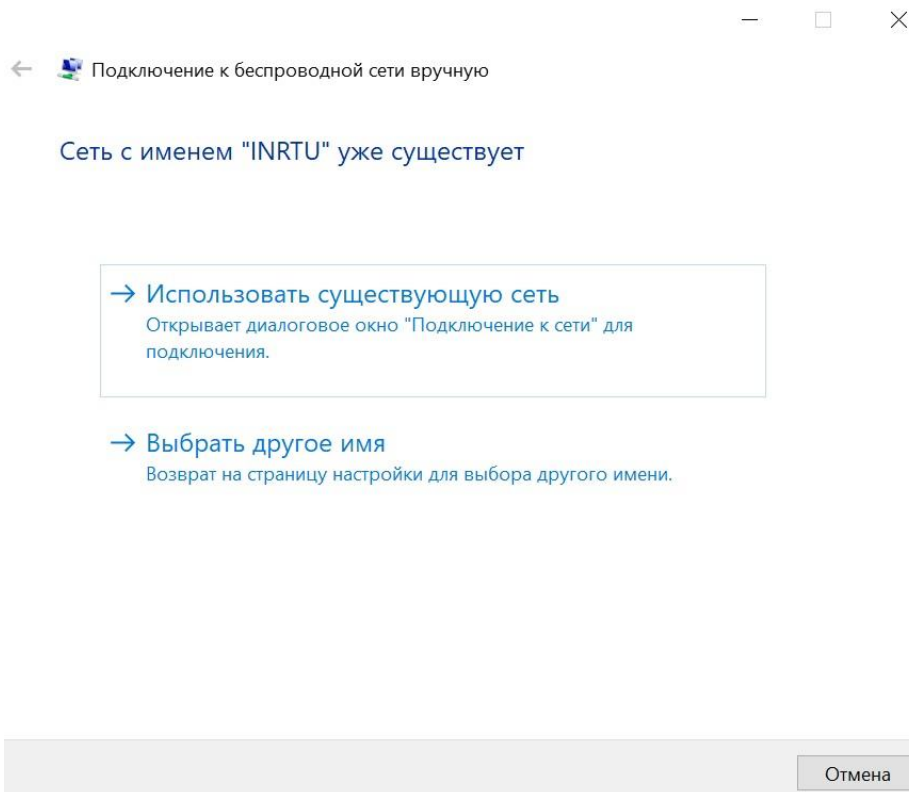 Подключение к беспроводной сети вручную
Сеть с именем "INRTU" уже существует
Использовать существующую сеть
Открывает диалоговое окно "Подключение к сети" для
подключения.
Выбрать другое имя
Возврат на страницу настройки для выбора другого имени.
Отмена